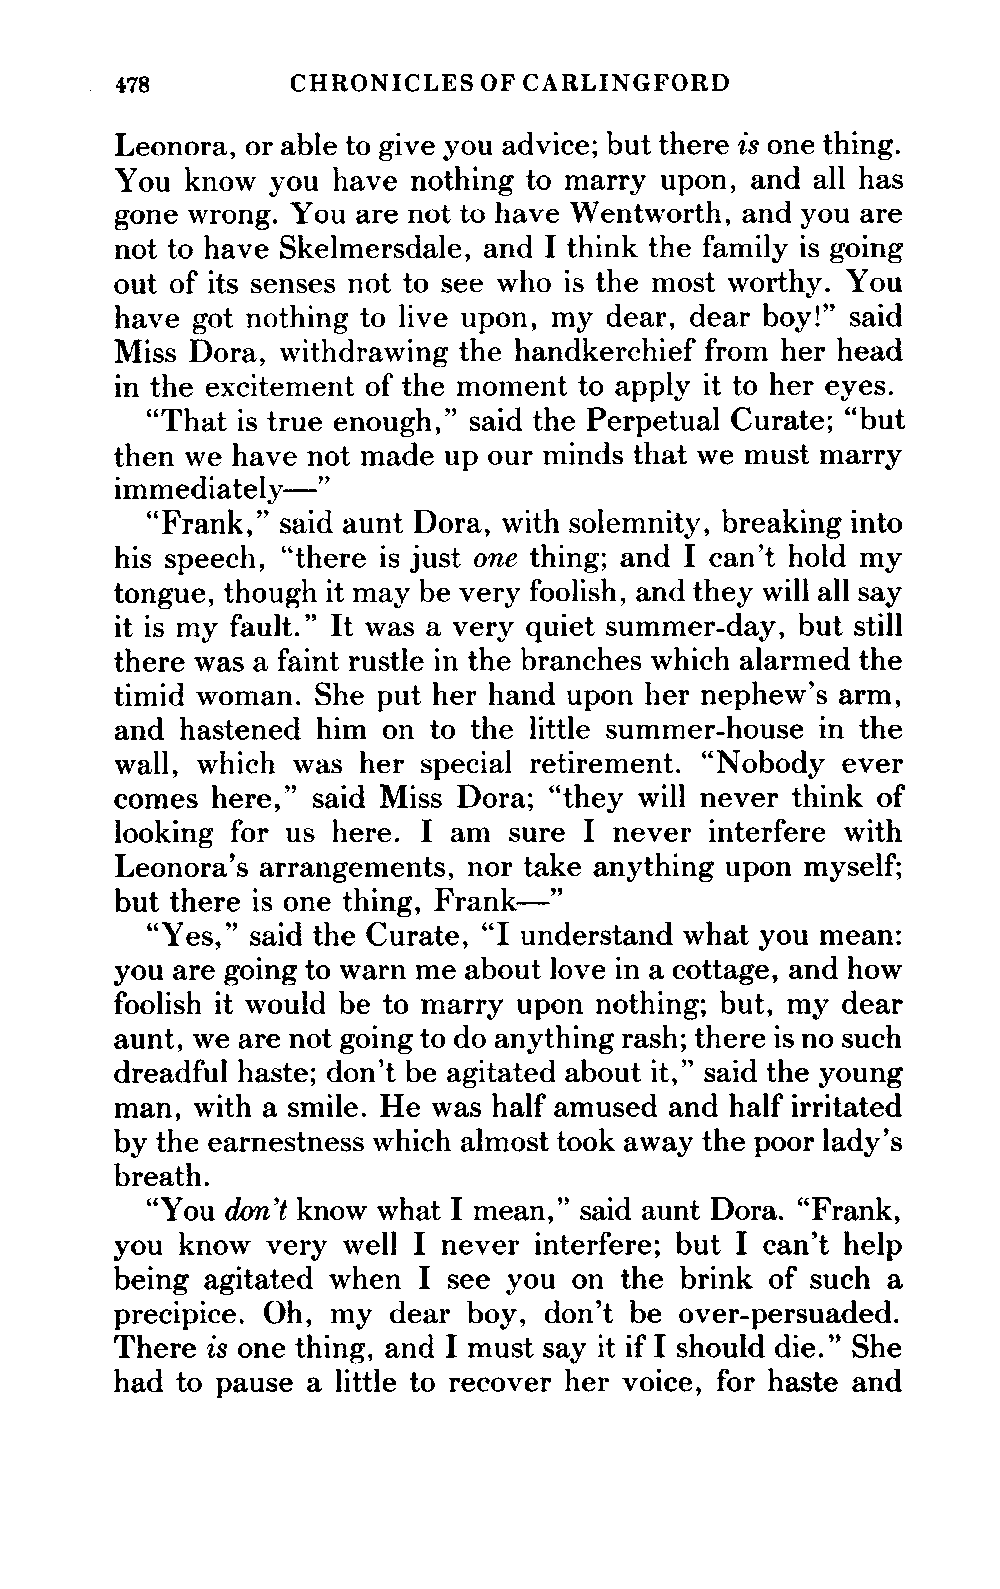 478 CHRONICLES OF CARLINGFORD
Leonora, or able to give you advice; but there is one thing.
You know you have nothing to marry upon, and all has
gone wrong. You are not to have Wentworth, and you are
not to have Skelmersdale, and I think the family is going
out of its senses not to see who is the most worthy. You
have got nothing to live upon, my dear, dear boy!” said
Miss Dora, withdrawing the handkerchief from her head
in the excitement of the moment to apply it to her eyes.
“That is true enough,” said the Perpetual Curate; “but
then we have not made up our minds that we must marry
immediately—”
“Frank,” said aunt Dora, with solemnity, breaking into
his speech, “there is just one thing; and I can’t hold my
tongue, though it may be very foolish, and they will all say
it is my fault.” It was a very quiet summer-day, but still
there was a faint rustle in the branches which alarmed the
timid woman. She put her hand upon her nephew’s arm,
and hastened him on to the little summer-house in the
wall, which was her special retirement. “Nobody ever
comes here,” said Miss Dora; “they will never think of
looking for us here. I am sure I never interfere with
Leonora’s arrangements, nor take anything upon myself;
but there is one thing, Frank—”
“Yes,” said the Curate, “I understand what you mean:
you are going to warn me about love in a cottage, and how
foolish it would be to marry upon nothing; but, my dear
aunt, we are not going to do anything rash; there is no such
dreadful haste; don’t be agitated about it,” said the young
man, with a smile. He was half amused and half irritated
by the earnestness which almost took away the poor lady’s
breath.
“You don’t know what I mean,” said aunt Dora. “Frank,
you know very well I never interfere; but I can’t help
being agitated when I see you on the brink of such a
precipice. Oh, my dear boy, don’t be over-persuaded.
There is one thing, and I must say it if I should die.” She
had to pause a little to recover her voice, for haste and